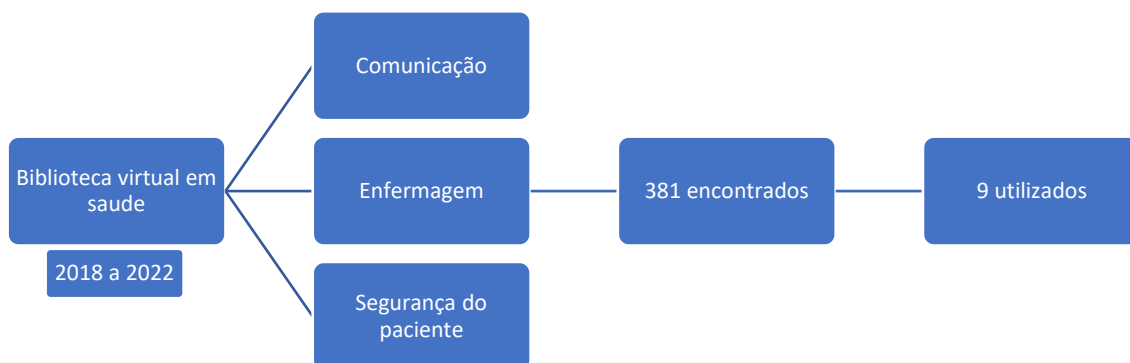 Biblioteca virtual em
saude
2018 a 2022
Comunicação
Enfermagem
Segurança do
paciente
381 encontrados
9 utilizados